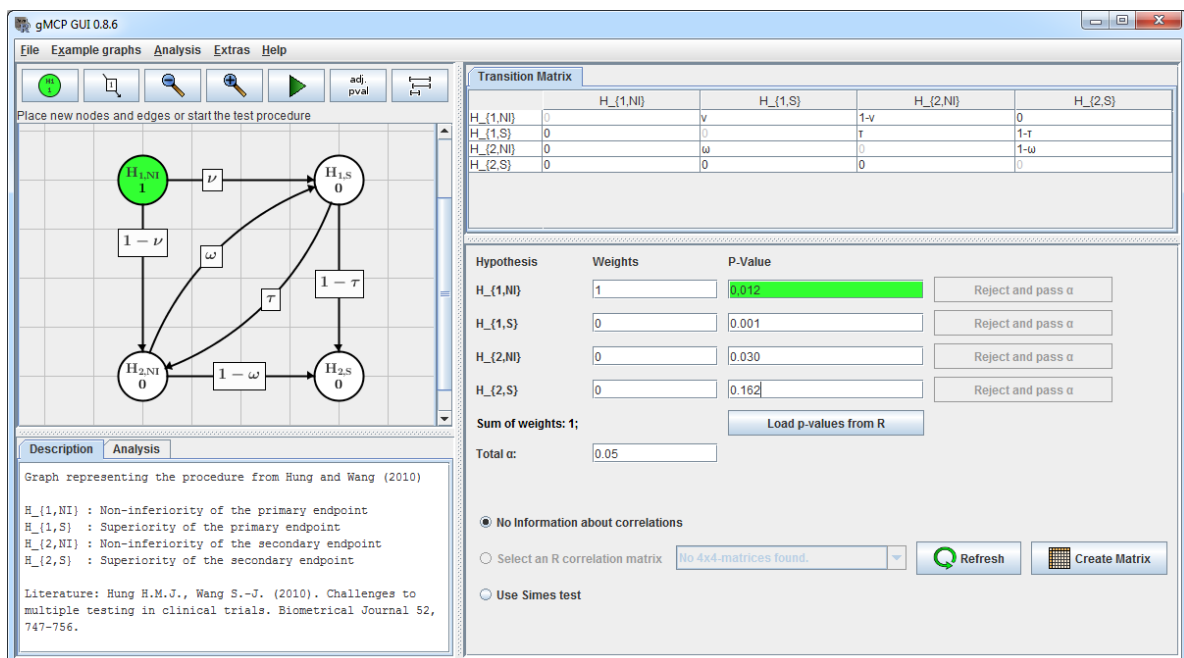 gMCP GUI 0.8.6
File Example graphs Analysis Extras Help
H1
1
1
adj.
pval
Place new nodes and edges or start the test procedure
H1,NI
1
ν
H1,S
0
1 − ν
ω
1 − τ
τ
H2,NI
0
1 − ω
H2,S
0
Description Analysis
Graph representing the procedure from Hung and Wang (2010)
H_{1,NI} : Non-inferiority of the primary endpoint
H_{1,S} : Superiority of the primary endpoint
H_{2,NI} : Non-inferiority of the secondary endpoint
H_{2,S} : Superiority of the secondary endpoint
Literature: Hung H.M.J., Wang S.-J. (2010). Challenges to
multiple testing in clinical trials. Biometrical Journal 52,
747-756.
Transition Matrix
H_{1,NI} H_{1,S} H_{2,NI} H_{2,S}
H_{1,NI} 0 ν 1-ν 0
H_{1,S} 0 0 τ 1-τ
H_{2,NI} 0 ω 0 1-ω
H_{2,S} 0 0 0 0
Hypothesis Weights P-Value
H_{1,NI} 1 0,012 Reject and pass α
H_{1,S} 0 0.001 Reject and pass α
H_{2,NI} 0 0.030 Reject and pass α
H_{2,S} 0 0.162 Reject and pass α
Sum of weights: 1; Load p-values from R
Total α: 0.05
No Information about correlations
Select an R correlation matrix No 4x4-matrices found. Refresh Create Matrix
Use Simes test